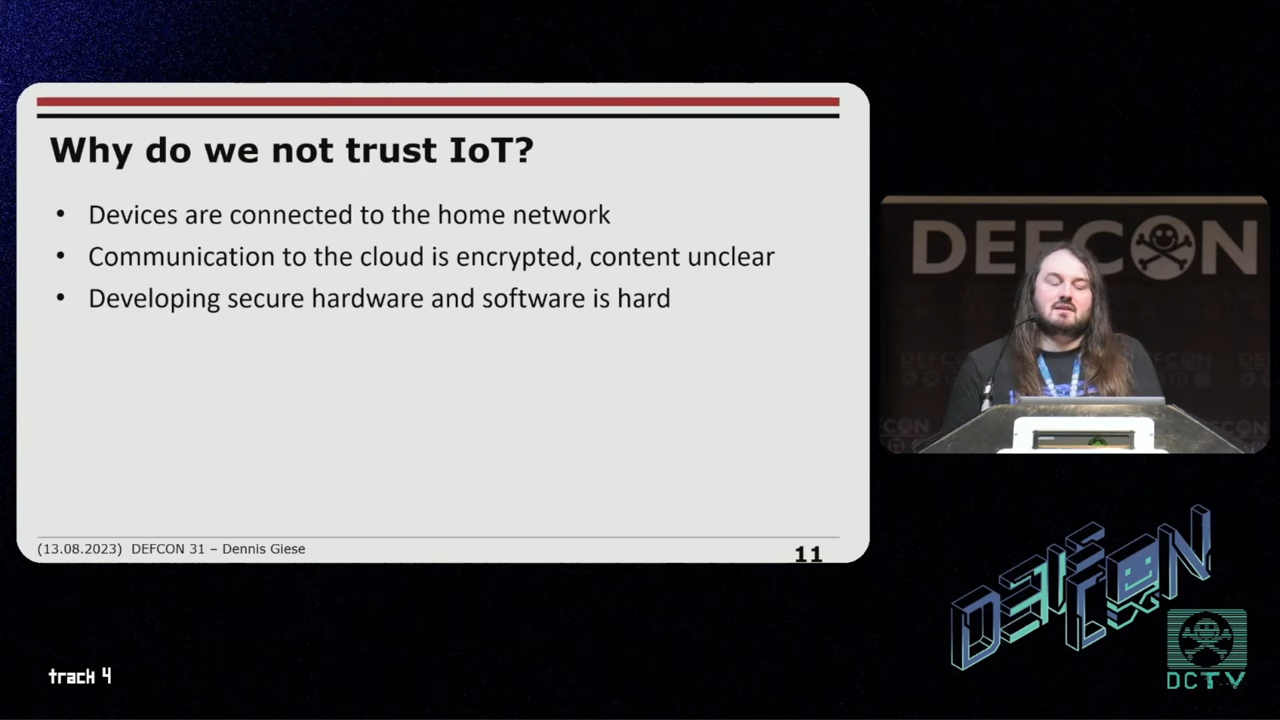 Why do we not trust IoT?
• Devices are connected to the home network
• Communication to the cloud is encrypted, content unclear
• Developing secure hardware and software is hard
(13.08.2023) DEFCON 31 – Dennis Giese
11
DEFCON
DEFCON
DEFCON
track 4
DCTV